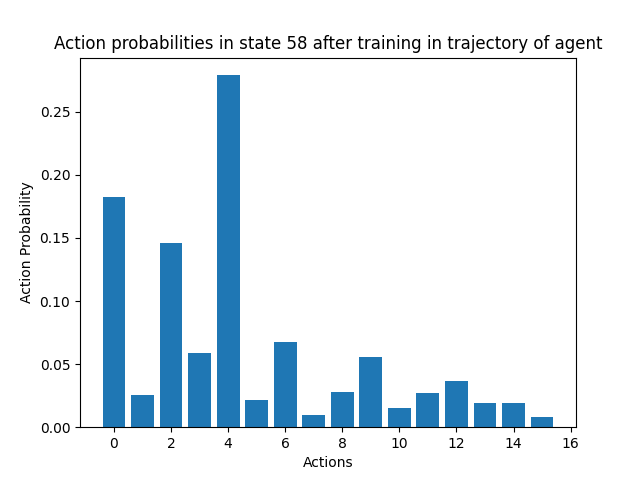 Action probabilities in state 58 after training in trajectory of agent
Action Probability
0.25
0.20
0.15
0.10
0.05
0.00
0 2 4 6 8 10 12 14 16
Actions